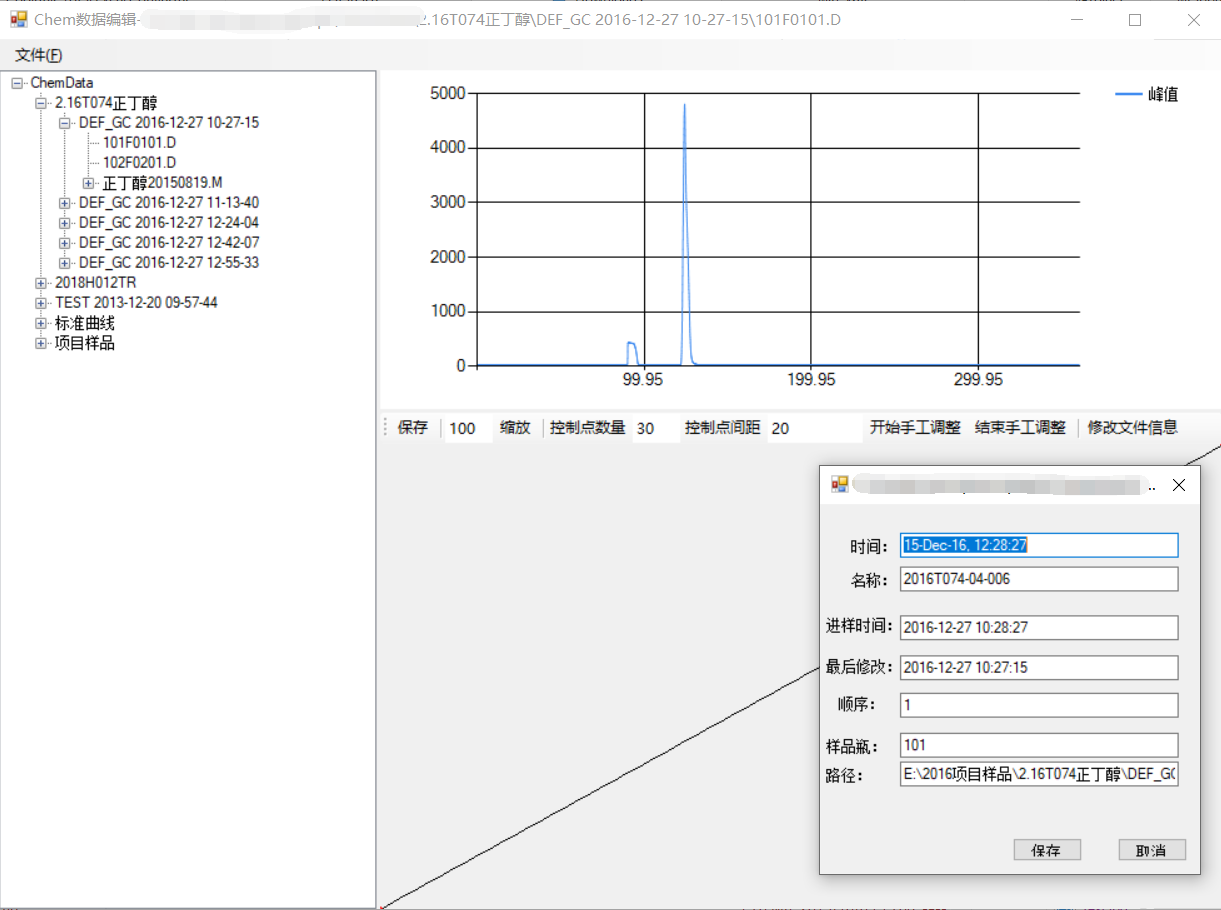 Chem数据编辑-
2.16T074正丁醇\DEF_GC 2016-12-27 10-27-15\101F0101.D
文件(F)
ChemData
2.16T074正丁醇
DEF_GC 2016-12-27 10-27-15
101F0101.D
102F0201.D
正丁醇20150819.M
DEF_GC 2016-12-27 11-13-40
DEF_GC 2016-12-27 12-24-04
DEF_GC 2016-12-27 12-42-07
DEF_GC 2016-12-27 12-55-33
2018H012TR
TEST 2013-12-20 09-57-44
标准曲线
项目样品
5000
4000
3000
2000
1000
0
99.95 199.95 299.95
峰值
保存 100 缩放 控制点数量 30 控制点间距 20 开始手工调整 结束手工调整 修改文件信息
..
时间： 15-Dec-16, 12:28:27
名称： 2016T074-04-006
进样时间： 2016-12-27 10:28:27
最后修改： 2016-12-27 10:27:15
顺序： 1
样品瓶： 101
路径： E:\2016项目样品\2.16T074正丁醇\DEF_GC
保存 取消